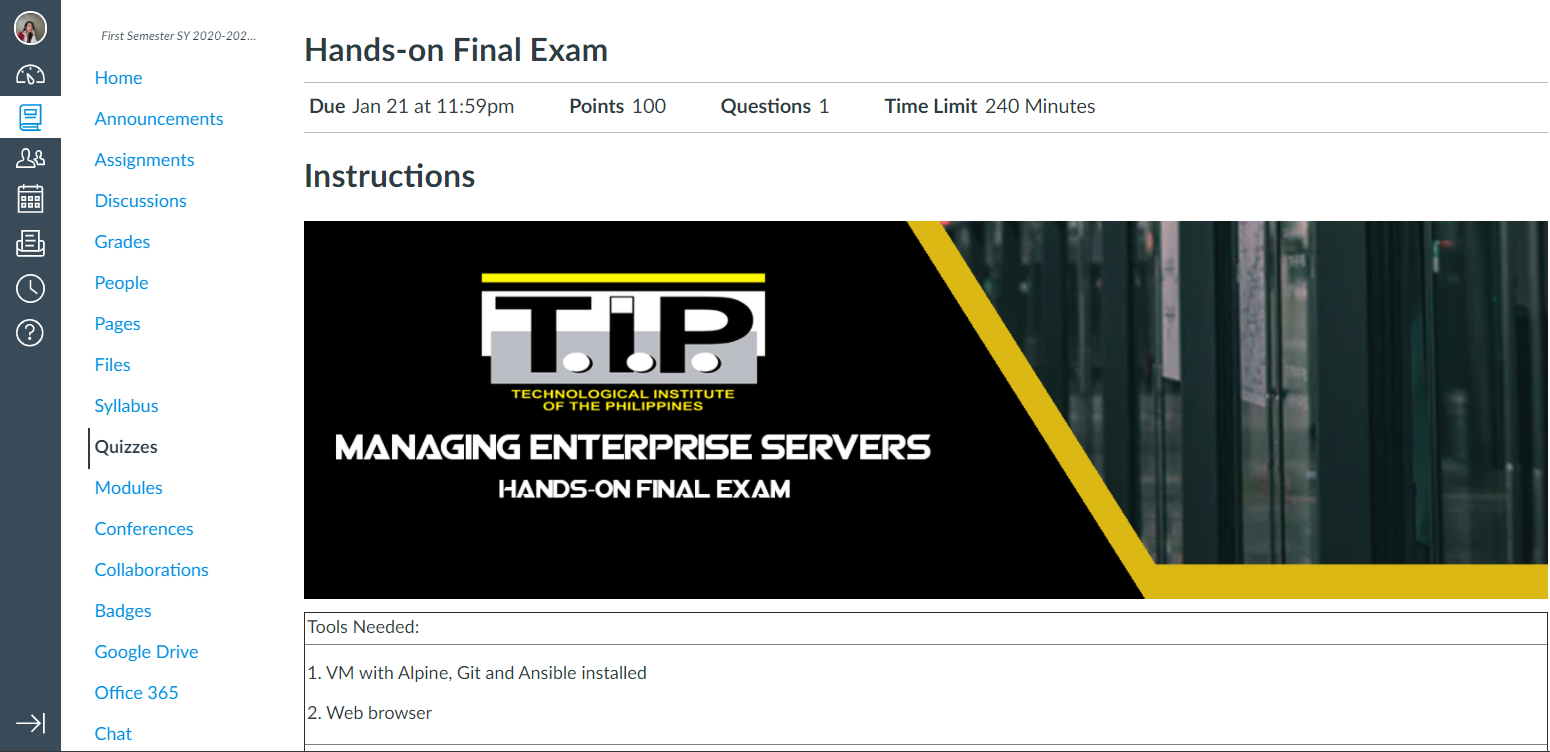 First Semester SY 2020-202...
Home
Announcements
Assignments
Discussions
Grades
People
Pages
Files
Syllabus
Quizzes
Modules
Conferences
Collaborations
Badges
Google Drive
Office 365
Chat
Hands-on Final Exam
Due Jan 21 at 11:59pm Points 100 Questions 1 Time Limit 240 Minutes
Instructions
T.I.P.
TECHNOLOGICAL INSTITUTE
OF THE PHILIPPINES
MANAGING ENTERPRISE SERVERS
HANDS-ON FINAL EXAM
Tools Needed:
1. VM with Alpine, Git and Ansible installed
2. Web browser